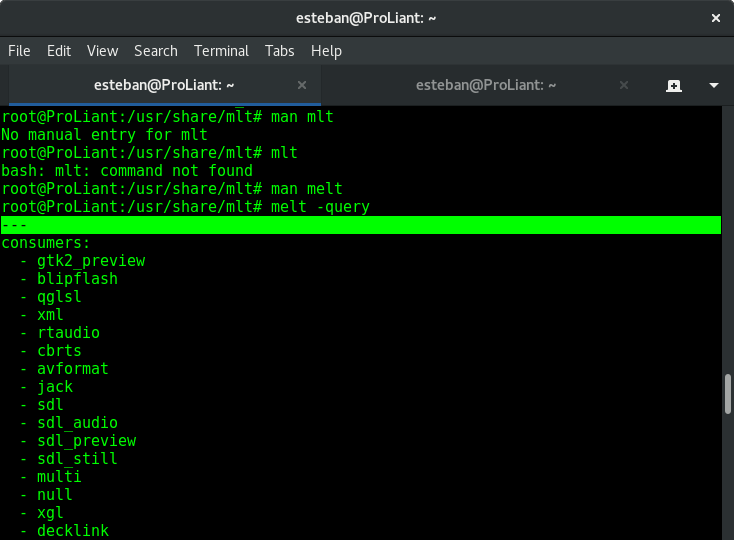 esteban@ProLiant: ~
File Edit View Search Terminal Tabs Help
esteban@ProLiant: ~ esteban@ProLiant: ~
root@ProLiant:/usr/share/mlt# man mlt
No manual entry for mlt
root@ProLiant:/usr/share/mlt# mlt
bash: mlt: command not found
root@ProLiant:/usr/share/mlt# man melt
root@ProLiant:/usr/share/mlt# melt -query
---
consumers:
  - gtk2_preview
  - blipflash
  - qglsl
  - xml
  - rtaudio
  - cbrts
  - avformat
  - jack
  - sdl
  - sdl_audio
  - sdl_preview
  - sdl_still
  - multi
  - null
  - xgl
  - decklink